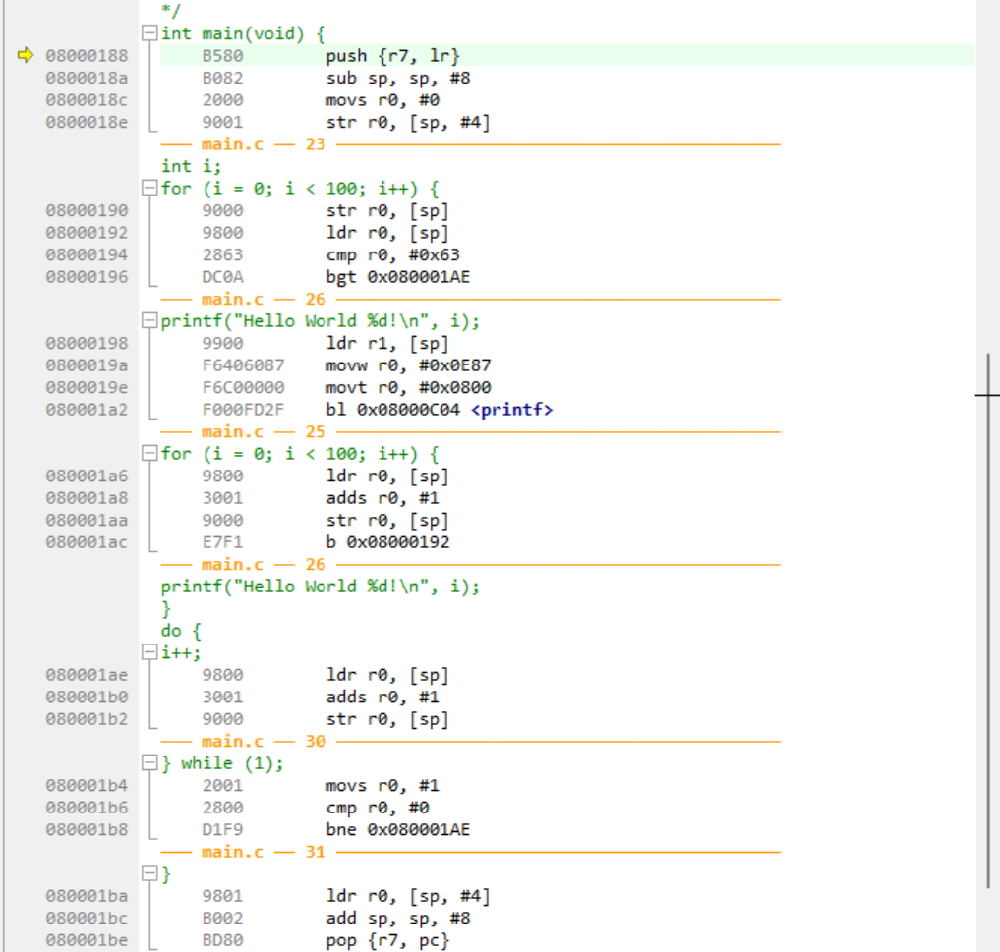 */
int main(void) {
08000188 B580 push {r7, lr}
0800018a B082 sub sp, sp, #8
0800018c 2000 movs r0, #0
0800018e 9001 str r0, [sp, #4]
main.c — 23
int i;
for (i = 0; i < 100; i++) {
08000190 9000 str r0, [sp]
08000192 9800 ldr r0, [sp]
08000194 2863 cmp r0, #0x63
08000196 DC0A bgt 0x080001AE
main.c — 26
printf("Hello World %d!\n", i);
08000198 9900 ldr r1, [sp]
0800019a F6406087 movw r0, #0x0E87
0800019e F6C00000 movt r0, #0x0800
080001a2 F000FD2F bl 0x08000C04 <printf>
main.c — 25
for (i = 0; i < 100; i++) {
080001a6 9800 ldr r0, [sp]
080001a8 3001 adds r0, #1
080001aa 9000 str r0, [sp]
080001ac E7F1 b 0x08000192
main.c — 26
printf("Hello World %d!\n", i);
}
do {
i++;
080001ae 9800 ldr r0, [sp]
080001b0 3001 adds r0, #1
080001b2 9000 str r0, [sp]
main.c — 30
} while (1);
080001b4 2001 movs r0, #1
080001b6 2800 cmp r0, #0
080001b8 D1F9 bne 0x080001AE
main.c — 31
}
080001ba 9801 ldr r0, [sp, #4]
080001bc B002 add sp, sp, #8
080001be BD80 pop {r7, pc}